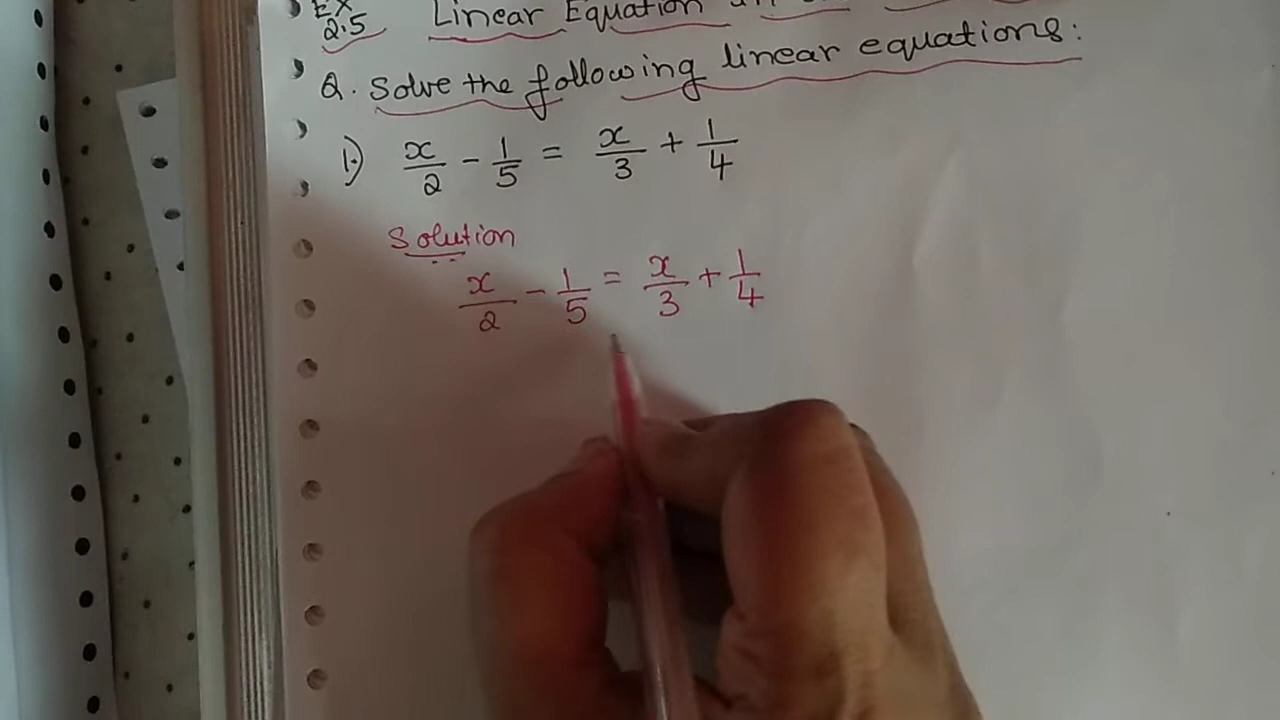 Ex
2.5 Linear Equation
Q. Solve the following linear equations:
1.) x/2 - 1/5 = x/3 + 1/4
Solution
x/2 - 1/5 = x/3 + 1/4